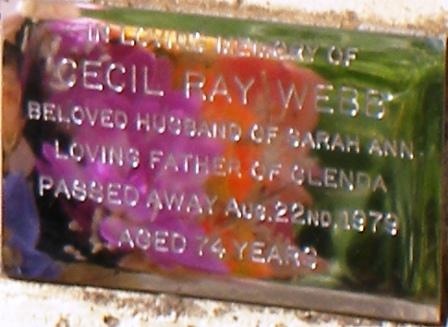 IN LOVING MEMORY OF
CECIL RAY WEBB
BELOVED HUSBAND OF SARAH ANN
LOVING FATHER OF GLENDA
PASSED AWAY AUG. 22ND, 1979
AGED 74 YEARS